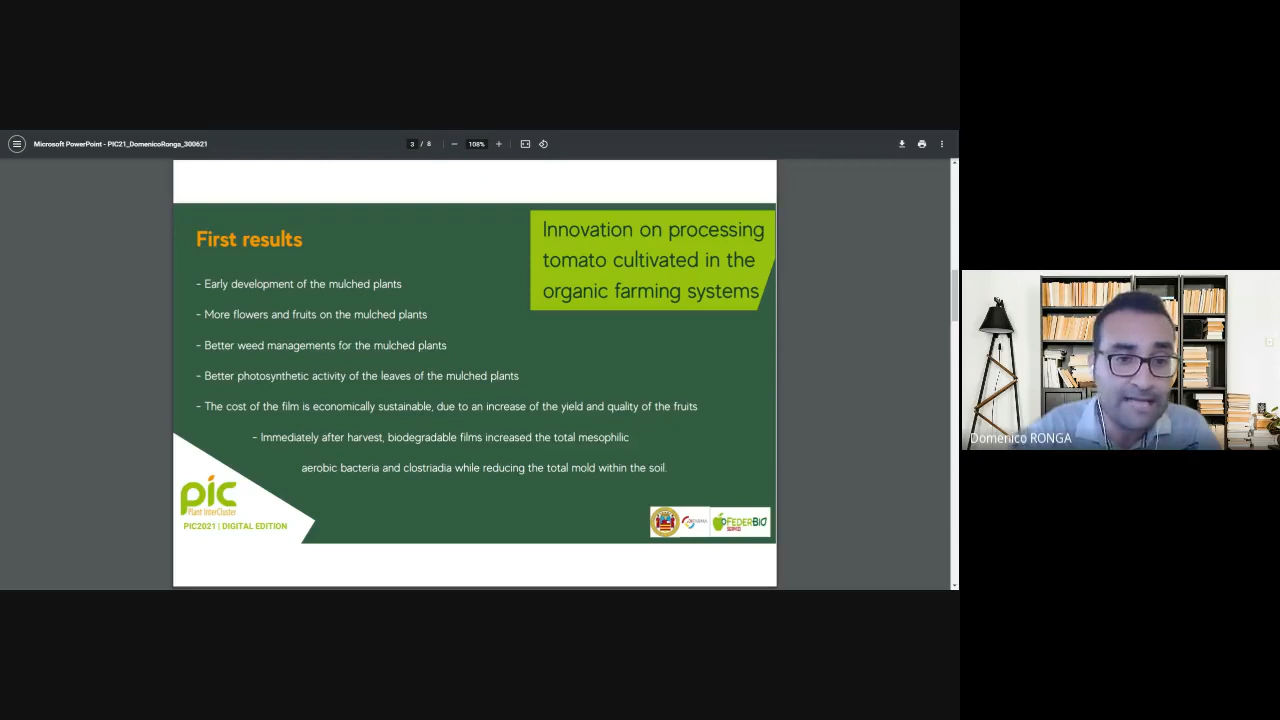 Microsoft PowerPoint - PIC21_DomenicoRonga_300621
3 / 8
108%
First results
Innovation on processing
tomato cultivated in the
organic farming systems
- Early development of the mulched plants
- More flowers and fruits on the mulched plants
- Better weed managements for the mulched plants
- Better photosynthetic activity of the leaves of the mulched plants
- The cost of the film is economically sustainable, due to an increase of the yield and quality of the fruits
- Immediately after harvest, biodegradable films increased the total mesophilic
aerobic bacteria and clostriadia while reducing the total mold within the soil.
pic
Plant InterCluster
PIC2021 | DIGITAL EDITION
FEDERBIO
Domenico RONGA